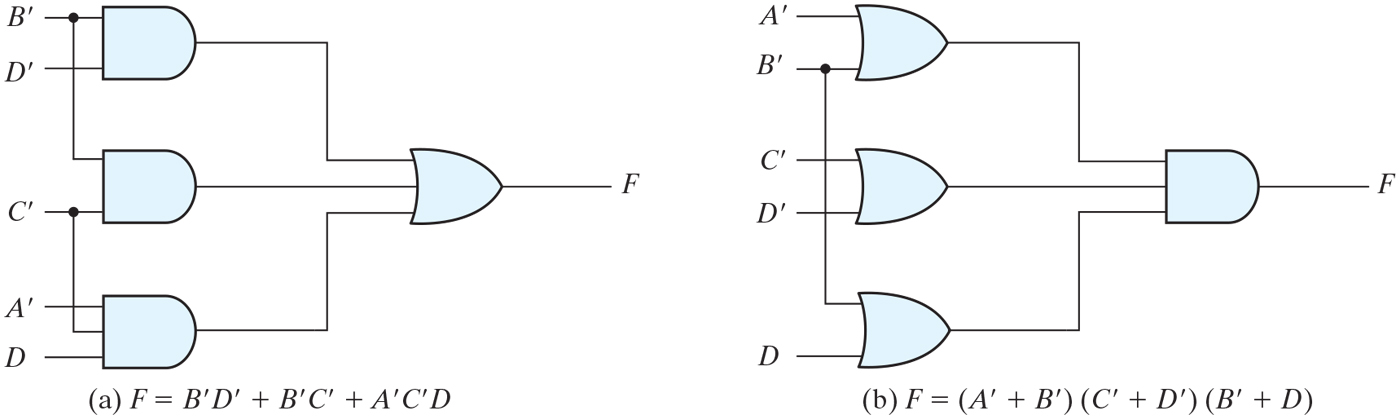 B′
D′
C′
A′
D
F
(a) F = B′D′ + B′C′ + A′C′D
A′
B′
C′
D′
D
F
(b) F = (A′ + B′) (C′ + D′) (B′ + D)